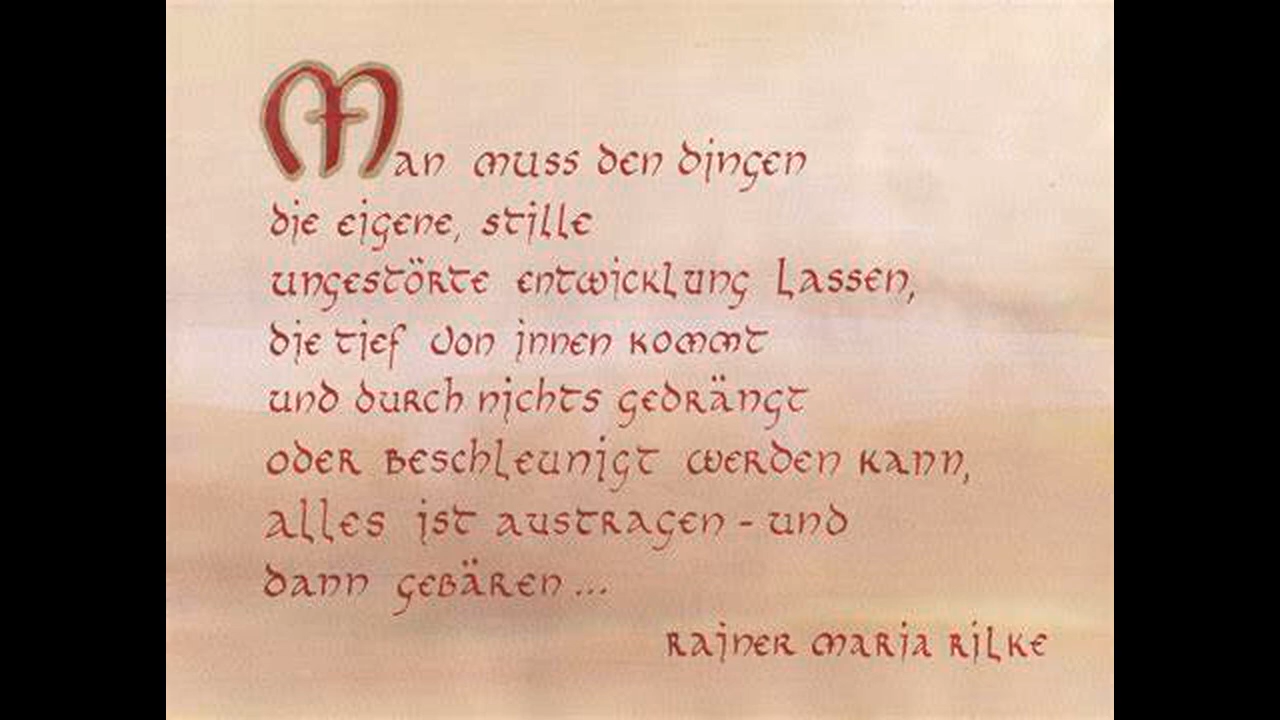 Man muss den dingen
die eigene, stille
ungestörte entwicklung lassen,
die tief von innen kommt
und durch nichts gedrängt
oder beschleunigt werden kann,
alles ist austragen - und
dann gebären...
Rainer Maria Rilke